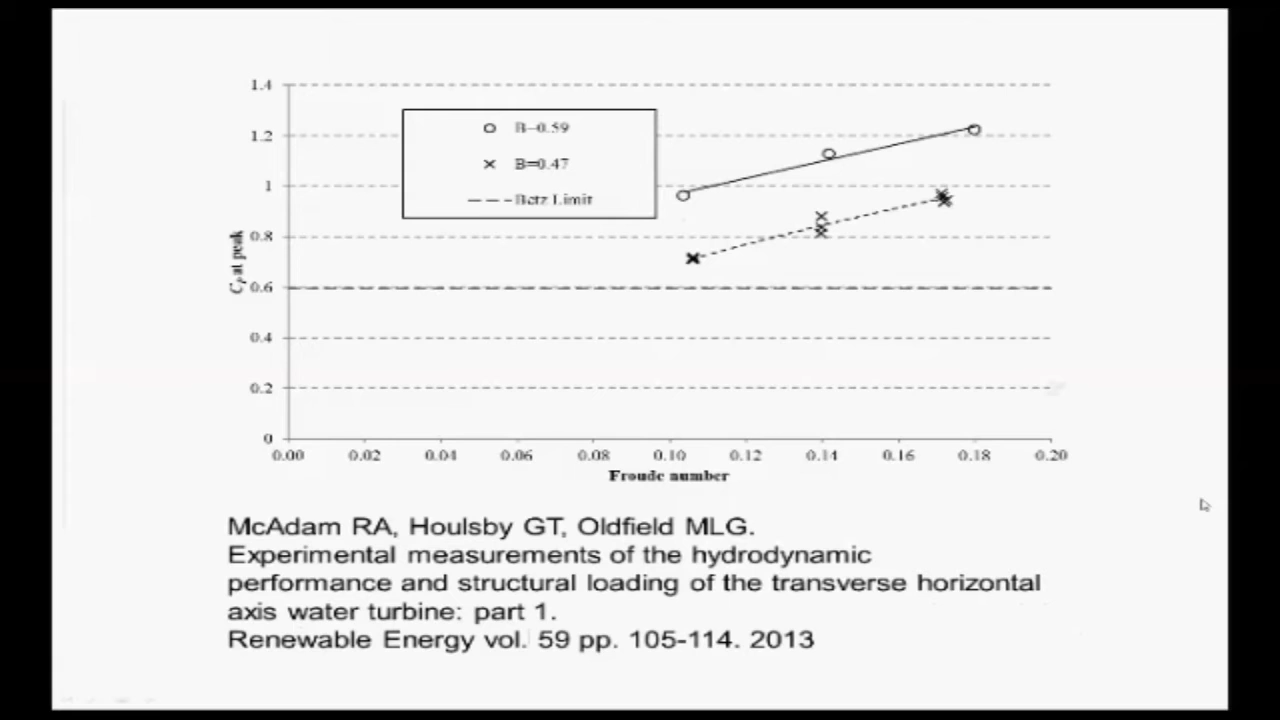 1.4
1.2
1
0.8
0.6
0.4
0.2
0
B=0.59
B=0.47
Betz Limit
CP at peak
0.00 0.02 0.04 0.06 0.08 0.10 0.12 0.14 0.16 0.18 0.20
Froude number
McAdam RA, Houlsby GT, Oldfield MLG.
Experimental measurements of the hydrodynamic
performance and structural loading of the transverse horizontal
axis water turbine: part 1.
Renewable Energy vol. 59 pp. 105-114. 2013